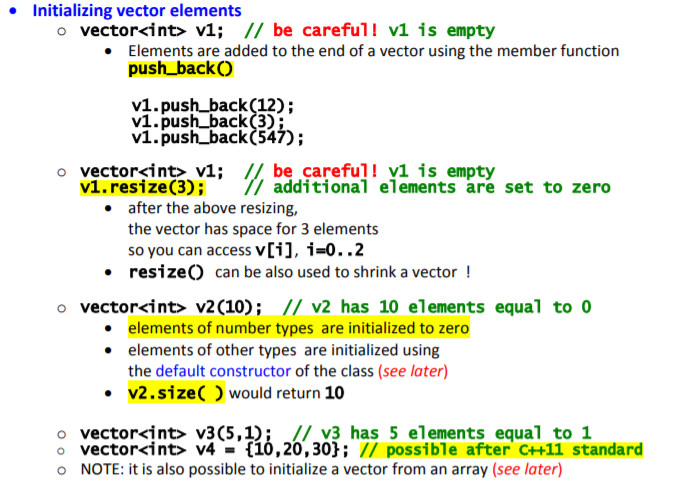 • Initializing vector elements
○ vector<int> v1; // be careful! v1 is empty
• Elements are added to the end of a vector using the member function
push_back()
v1.push_back(12);
v1.push_back(3);
v1.push_back(547);
○ vector<int> v1; // be careful! v1 is empty
v1.resize(3); // additional elements are set to zero
• after the above resizing,
the vector has space for 3 elements
so you can access v[i], i=0..2
• resize() can be also used to shrink a vector !
○ vector<int> v2(10); // v2 has 10 elements equal to 0
• elements of number types are initialized to zero
• elements of other types are initialized using
the default constructor of the class (see later)
• v2.size( ) would return 10
○ vector<int> v3(5,1); // v3 has 5 elements equal to 1
○ vector<int> v4 = {10,20,30}; // possible after C++11 standard
○ NOTE: it is also possible to initialize a vector from an array (see later)